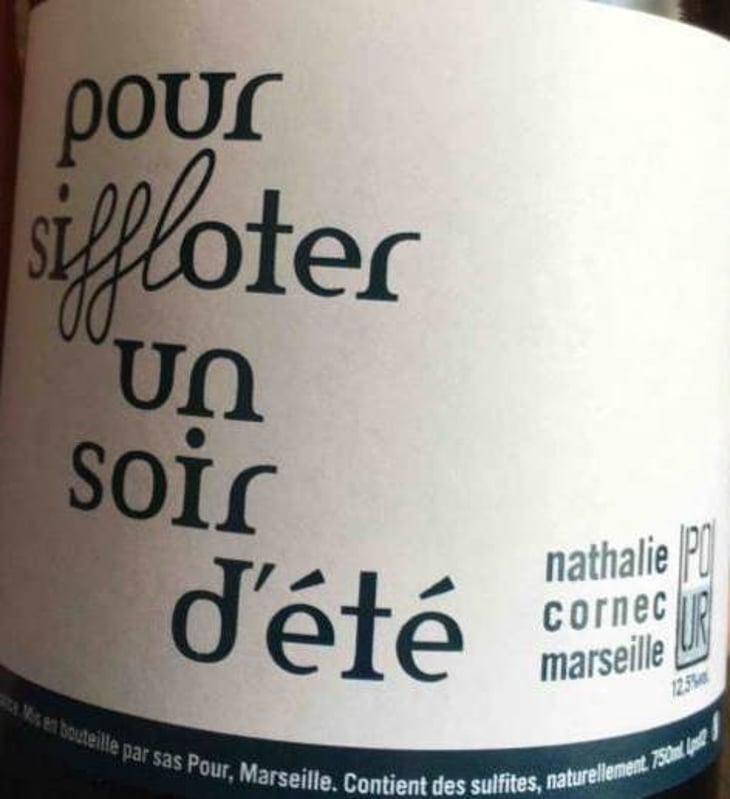 pour
siffloter
un
soir
d'été
nathalie
cornec
marseille
PO
UR
12,5%vol.
Mis en bouteille par sas Pour, Marseille. Contient des sulfites, naturellement. 750ml.